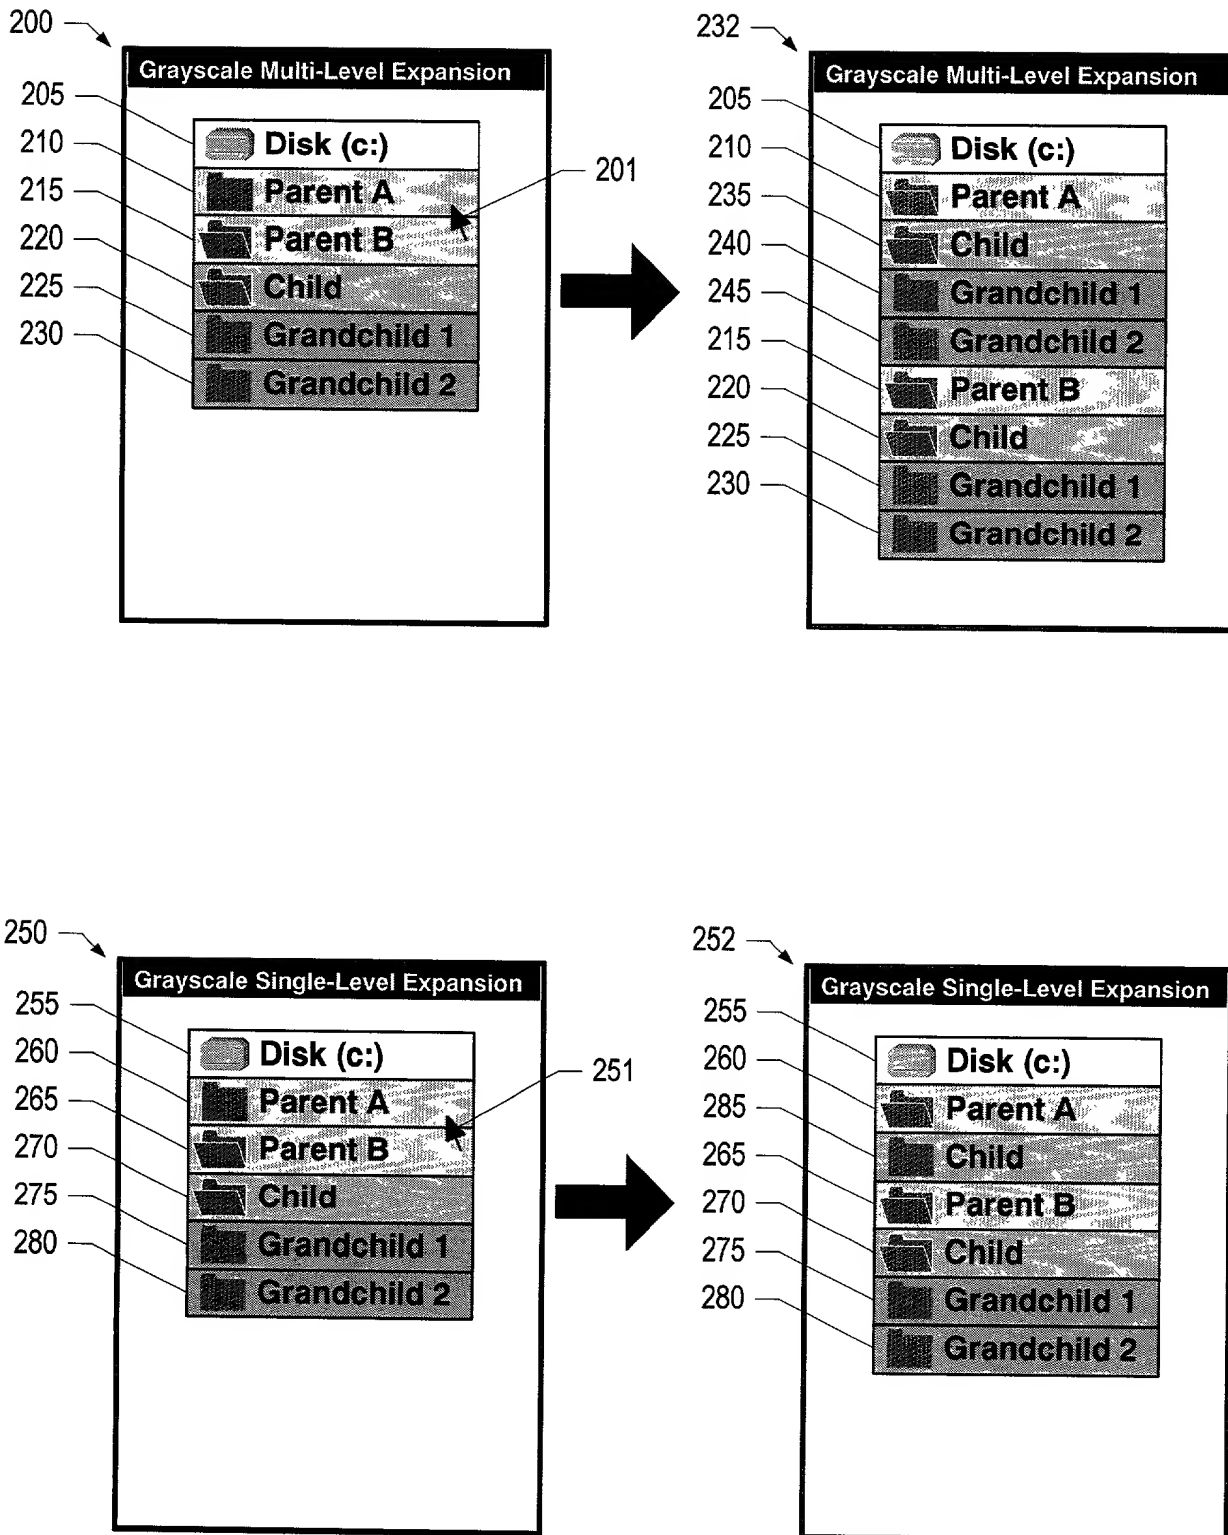 200
Grayscale Multi-Level Expansion
205
Disk (c:)
210
Parent A
201
215
Parent B
220
Child
225
Grandchild 1
230
Grandchild 2
232
Grayscale Multi-Level Expansion
205
Disk (c:)
210
Parent A
235
Child
240
Grandchild 1
245
Grandchild 2
215
Parent B
220
Child
225
Grandchild 1
230
Grandchild 2
250
Grayscale Single-Level Expansion
255
Disk (c:)
260
Parent A
251
265
Parent B
270
Child
275
Grandchild 1
280
Grandchild 2
252
Grayscale Single-Level Expansion
255
Disk (c:)
260
Parent A
285
Child
265
Parent B
270
Child
275
Grandchild 1
280
Grandchild 2